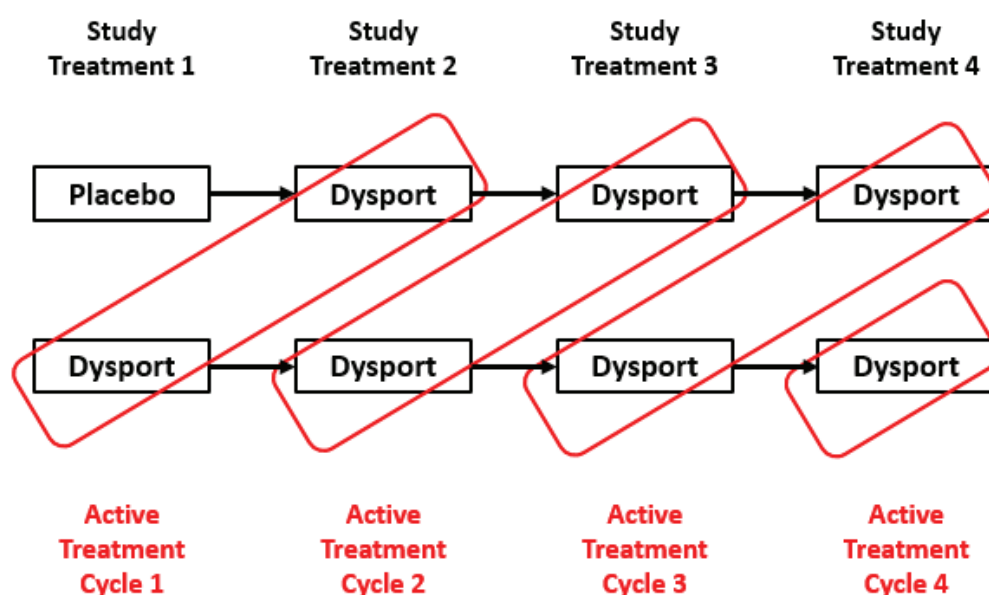 Study
Treatment 1
Study
Treatment 2
Study
Treatment 3
Study
Treatment 4
Placebo
Dysport
Dysport
Dysport
Dysport
Dysport
Dysport
Dysport
Active
Treatment
Cycle 1
Active
Treatment
Cycle 2
Active
Treatment
Cycle 3
Active
Treatment
Cycle 4